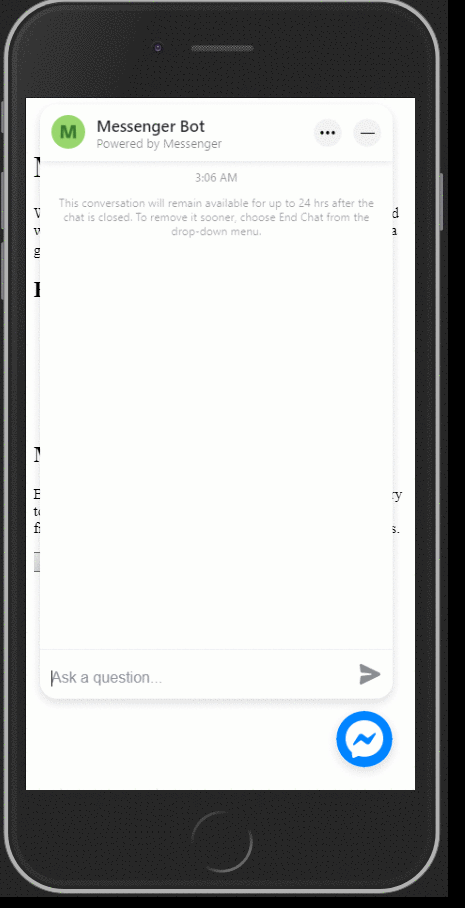 M
Messenger Bot
Powered by Messenger
3:06 AM
This conversation will remain available for up to 24 hrs after the
chat is closed. To remove it sooner, choose End Chat from the
drop-down menu.
a
g
ry
s.
Ask a question...